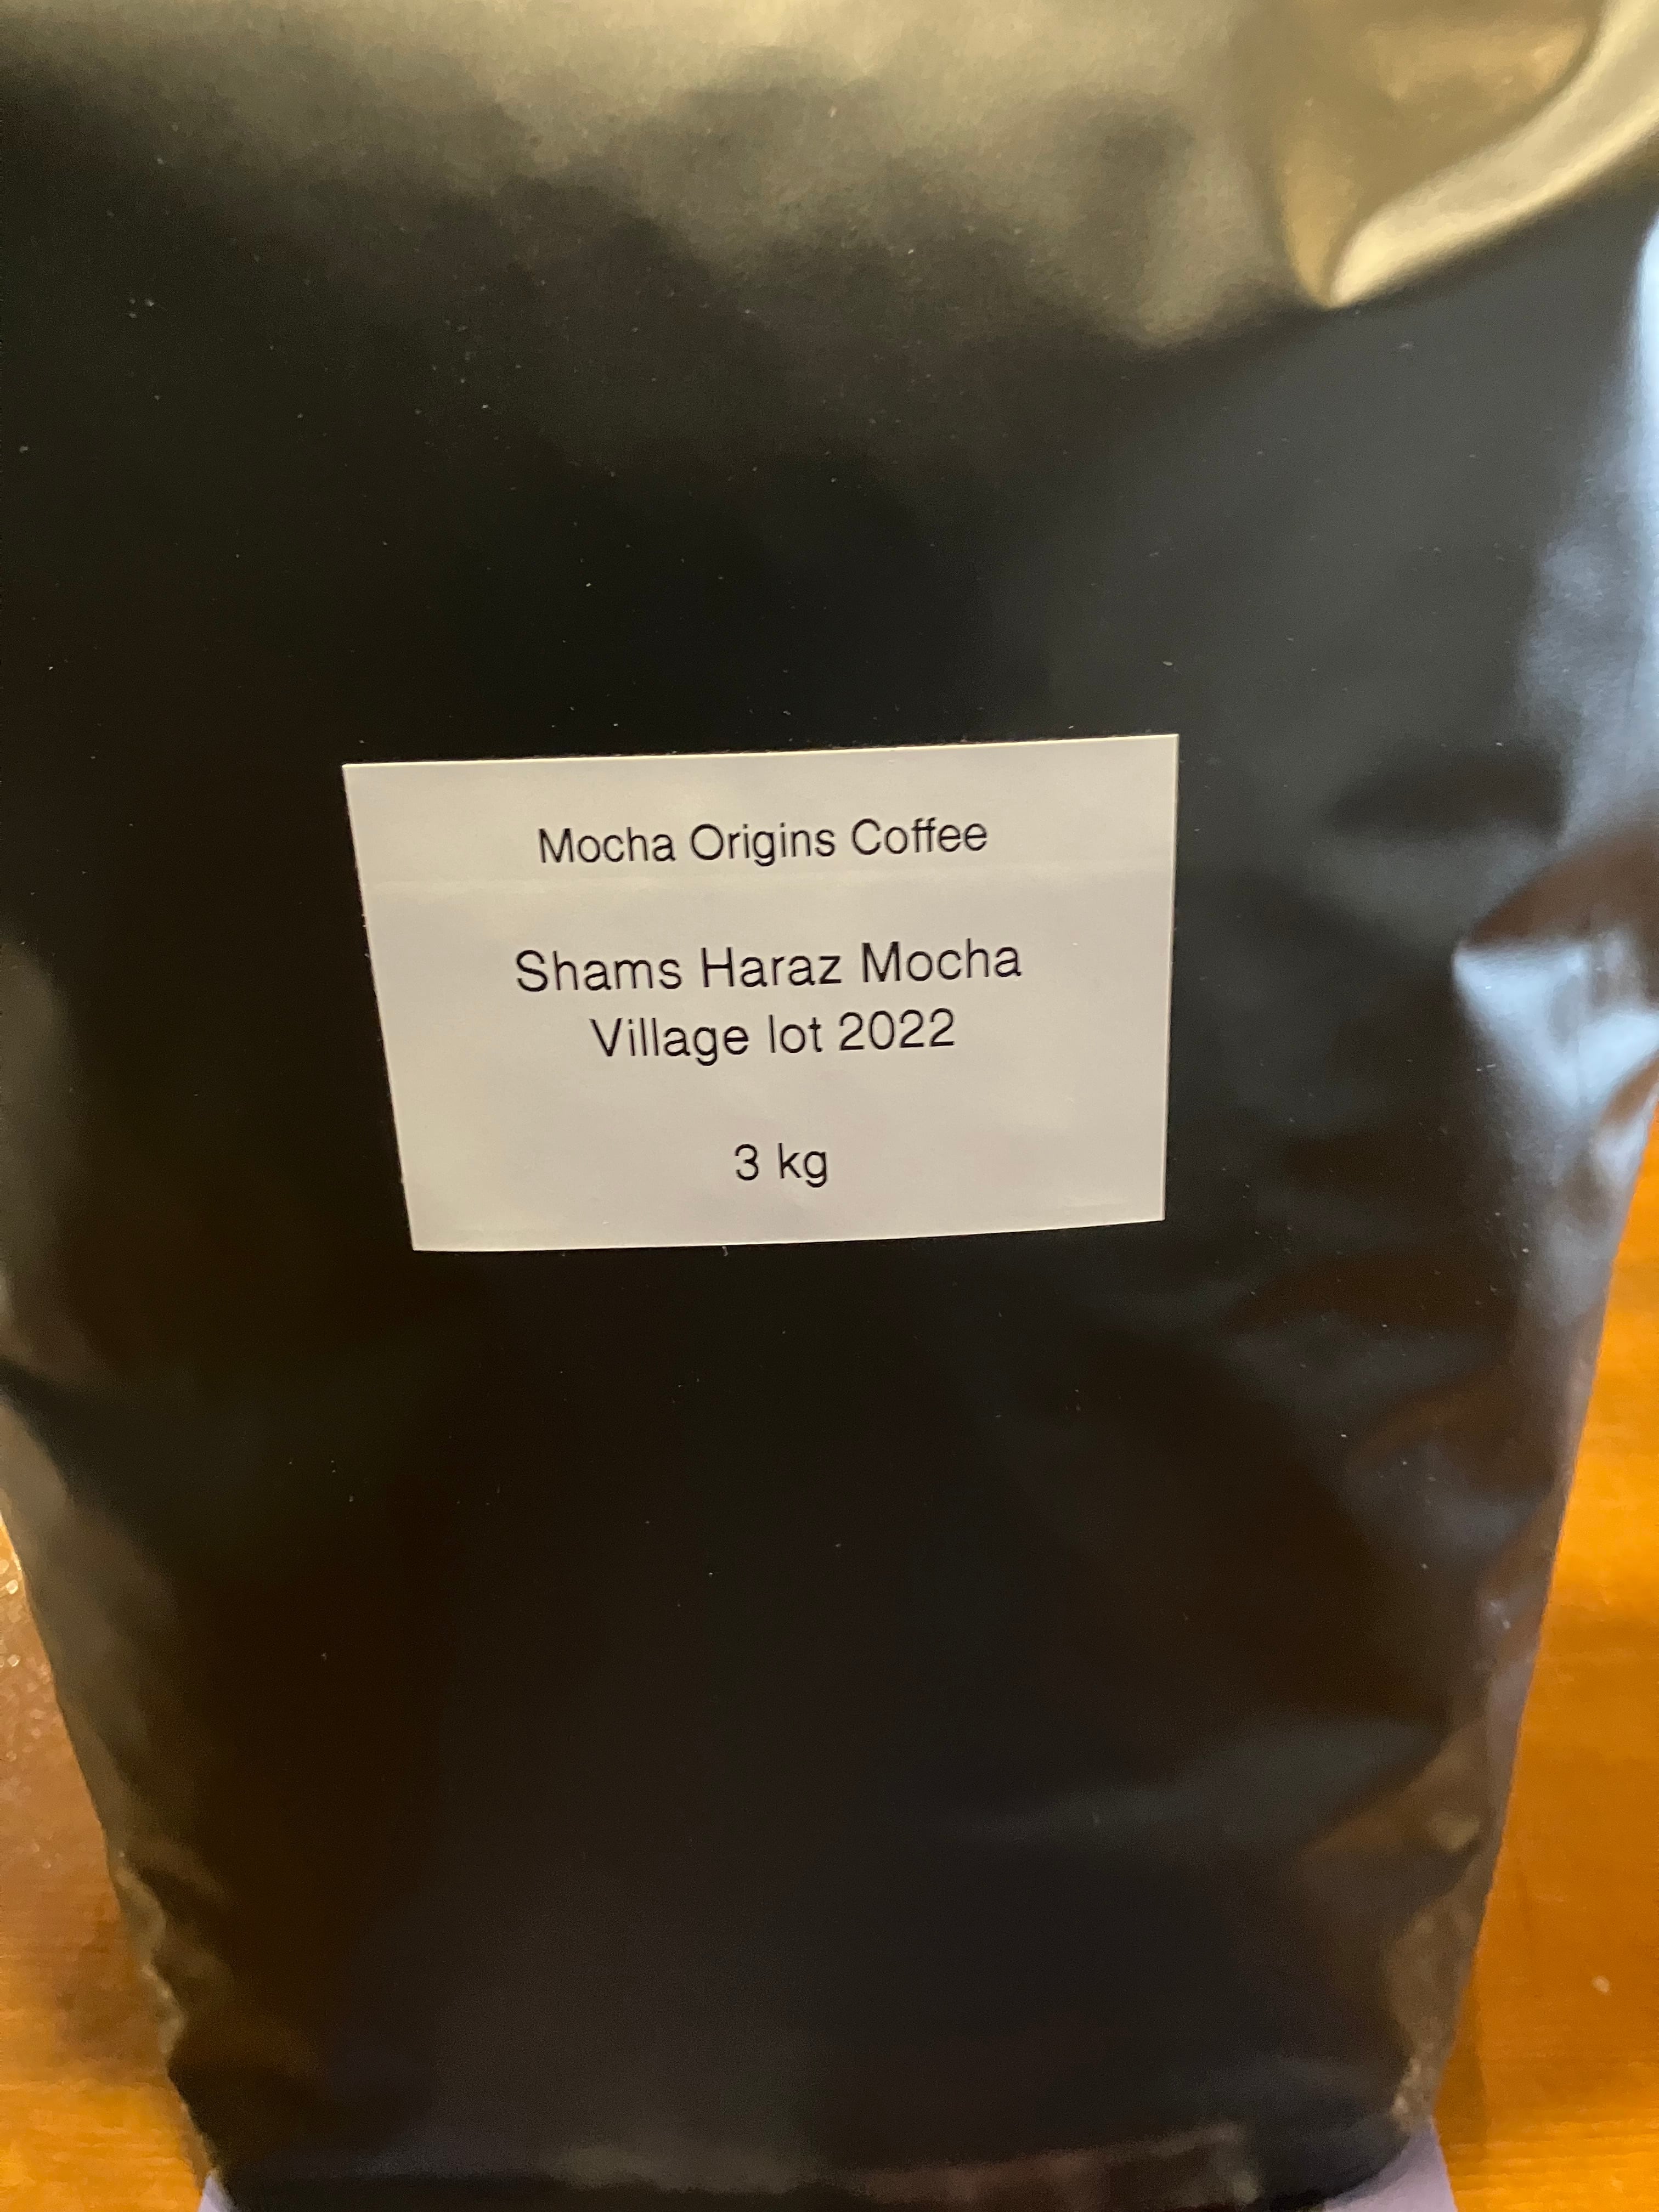 Mocha Origins Coffee
Shams Haraz Mocha
Village lot 2022
3 kg